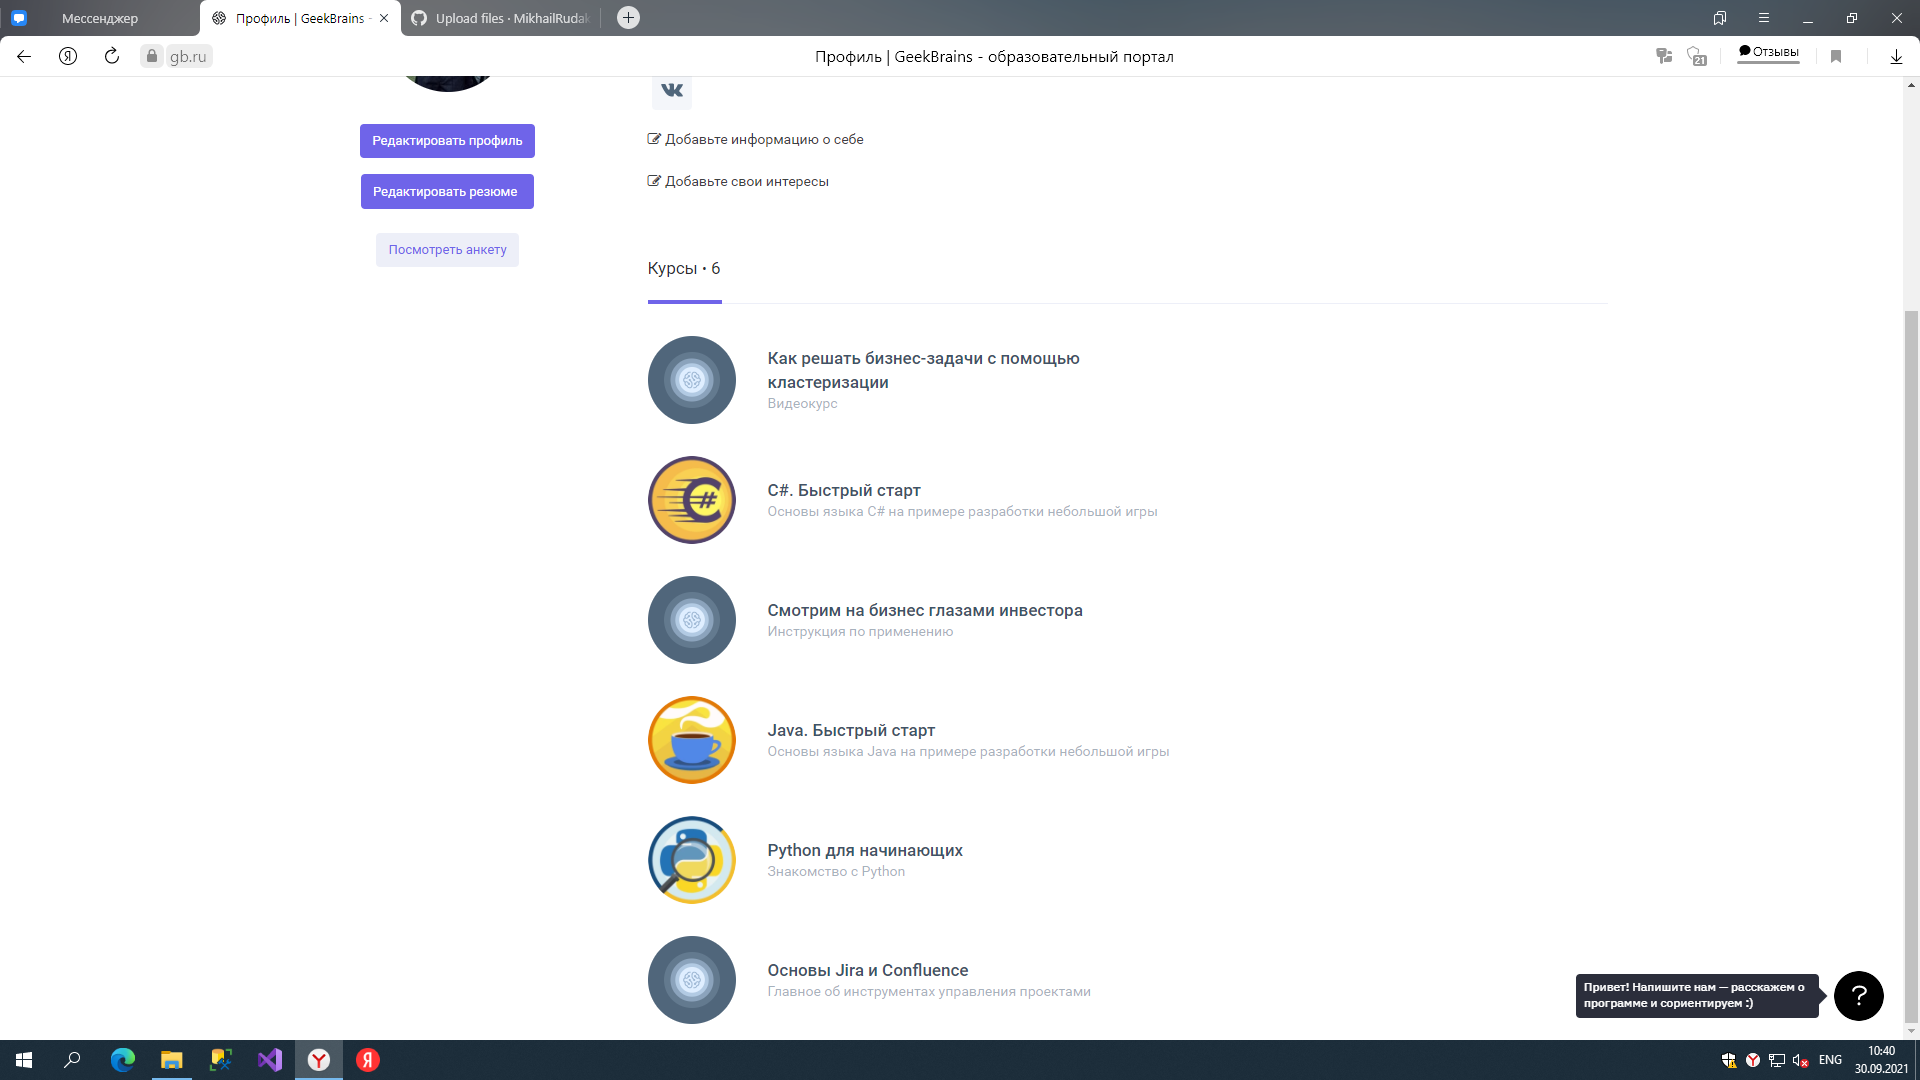 Мессенджер
Профиль | GeekBrains -
Upload files · MikhailRudak
gb.ru
Профиль | GeekBrains - образовательный портал
21
Отзывы
Редактировать профиль
Редактировать резюме
Посмотреть анкету
Добавьте информацию о себе
Добавьте свои интересы
Курсы • 6
Как решать бизнес-задачи с помощью
кластеризации
Видеокурс
C#. Быстрый старт
Основы языка C# на примере разработки небольшой игры
Смотрим на бизнес глазами инвестора
Инструкция по применению
Java. Быстрый старт
Основы языка Java на примере разработки небольшой игры
Python для начинающих
Знакомство с Python
Основы Jira и Confluence
Главное об инструментах управления проектами
Привет! Напишите нам — расскажем о
программе и сориентируем :)
?
ENG
10:40
30.09.2021